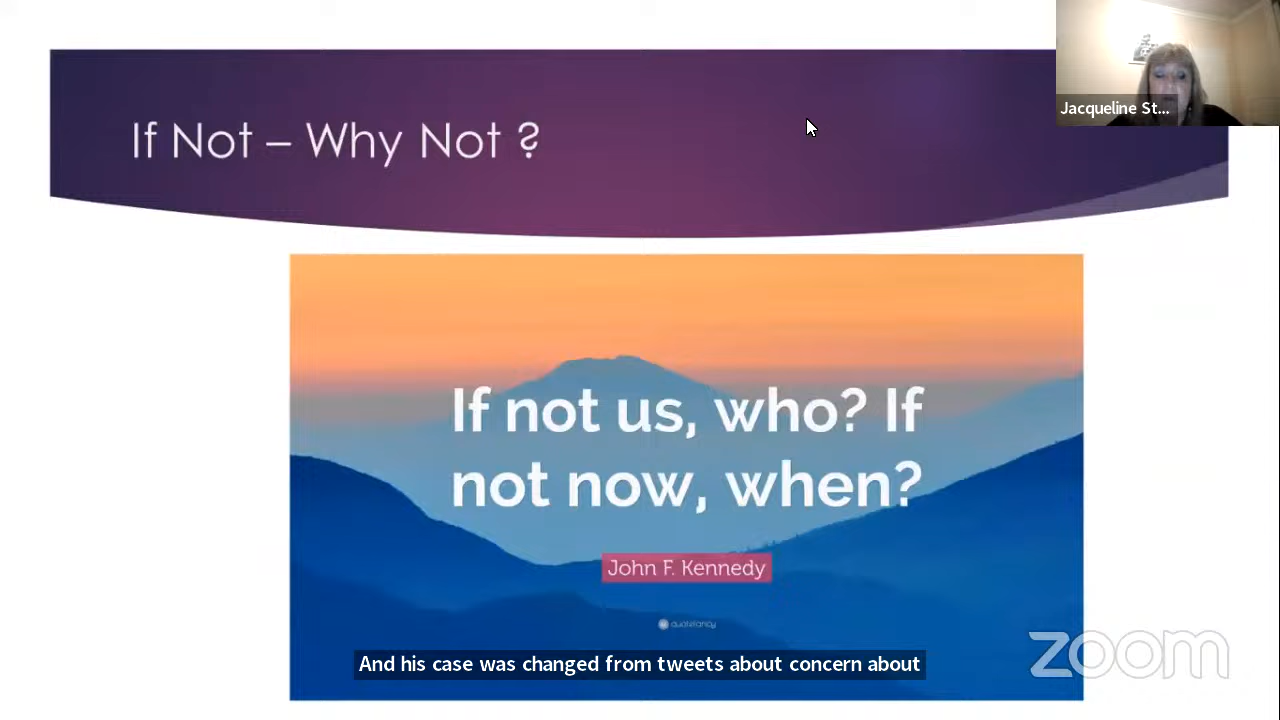 Jacqueline St...
If Not – Why Not ?
If not us, who? If
not now, when?
John F. Kennedy
quotefancy
And his case was changed from tweets about concern about
zoom